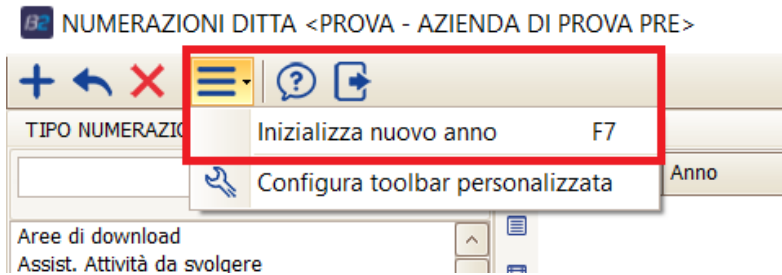 B2 NUMERAZIONI DITTA <PROVA - AZIENDA DI PROVA PRE>
TIPO NUMERAZIO
Inizializza nuovo anno F7
Configura toolbar personalizzata
Anno
Aree di download
Assist. Attività da svolgere